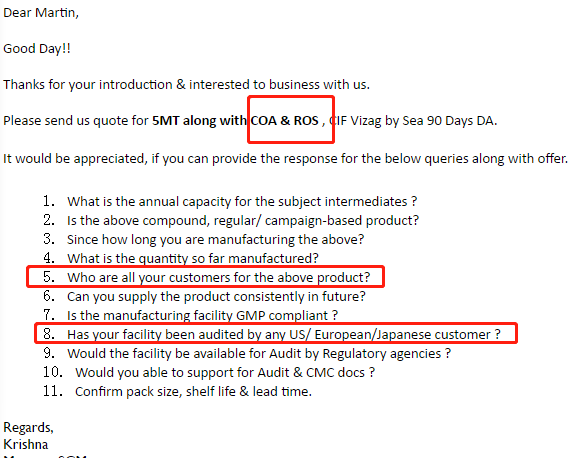 Dear Martin,
Good Day!!
Thanks for your introduction & interested to business with us.
Please send us quote for 5MT along with COA & ROS , CIF Vizag by Sea 90 Days DA.
It would be appreciated, if you can provide the response for the below queries along with offer.
1. What is the annual capacity for the subject intermediates ?
2. Is the above compound, regular/ campaign-based product?
3. Since how long you are manufacturing the above?
4. What is the quantity so far manufactured?
5. Who are all your customers for the above product?
6. Can you supply the product consistently in future?
7. Is the manufacturing facility GMP compliant ?
8. Has your facility been audited by any US/ European/Japanese customer ?
9. Would the facility be available for Audit by Regulatory agencies ?
10. Would you able to support for Audit & CMC docs ?
11. Confirm pack size, shelf life & lead time.
Regards,
Krishna